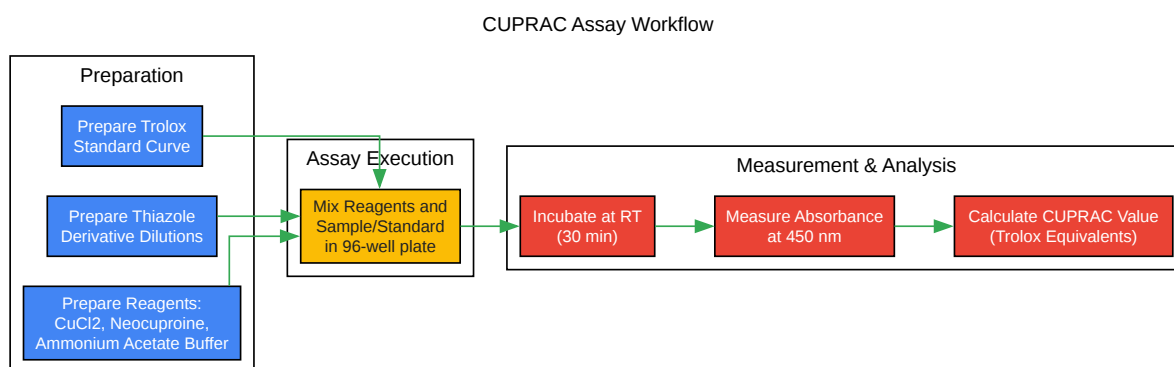 CUPRAC Assay Workflow
Preparation
Prepare Trolox
Standard Curve
Prepare Thiazole
Derivative Dilutions
Prepare Reagents:
CuCl2, Neocuproine,
Ammonium Acetate Buffer
Assay Execution
Mix Reagents and
Sample/Standard
in 96-well plate
Measurement & Analysis
Incubate at RT
(30 min)
Measure Absorbance
at 450 nm
Calculate CUPRAC Value
(Trolox Equivalents)